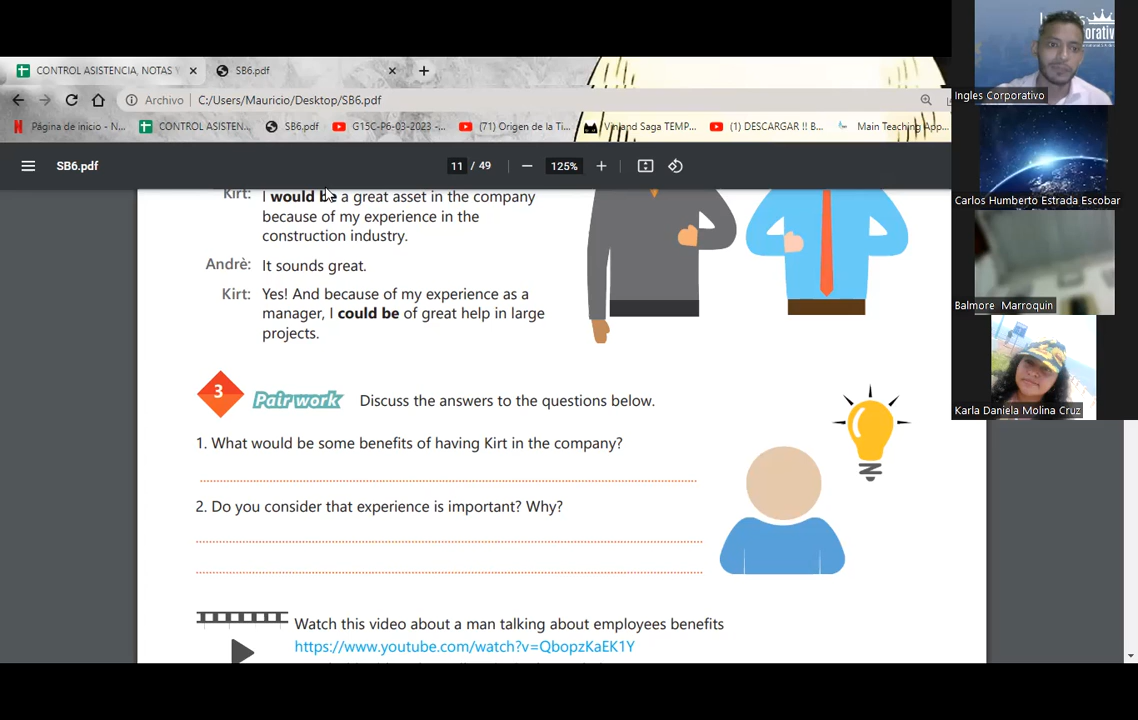 CONTROL ASISTENCIA, NOTAS Y
SB6.pdf
Archivo
C:/Users/Mauricio/Desktop/SB6.pdf
Página de inicio - N...
CONTROL ASISTEN...
SB6.pdf
G15C-P6-03-2023 -...
(71) Origen de la Ti...
Vinland Saga TEMP...
(1) DESCARGAR !! B...
Main Teaching App...
SB6.pdf
11 / 49
125%
Kirt: I would be a great asset in the company
because of my experience in the
construction industry.
Andrè: It sounds great.
Kirt: Yes! And because of my experience as a
manager, I could be of great help in large
projects.
3 Pair work Discuss the answers to the questions below.
1. What would be some benefits of having Kirt in the company?
2. Do you consider that experience is important? Why?
Watch this video about a man talking about employees benefits
https://www.youtube.com/watch?v=QbopzKaEK1Y
Ingles Corporativo
Carlos Humberto Estrada Escobar
Balmore Marroquin
Karla Daniela Molina Cruz